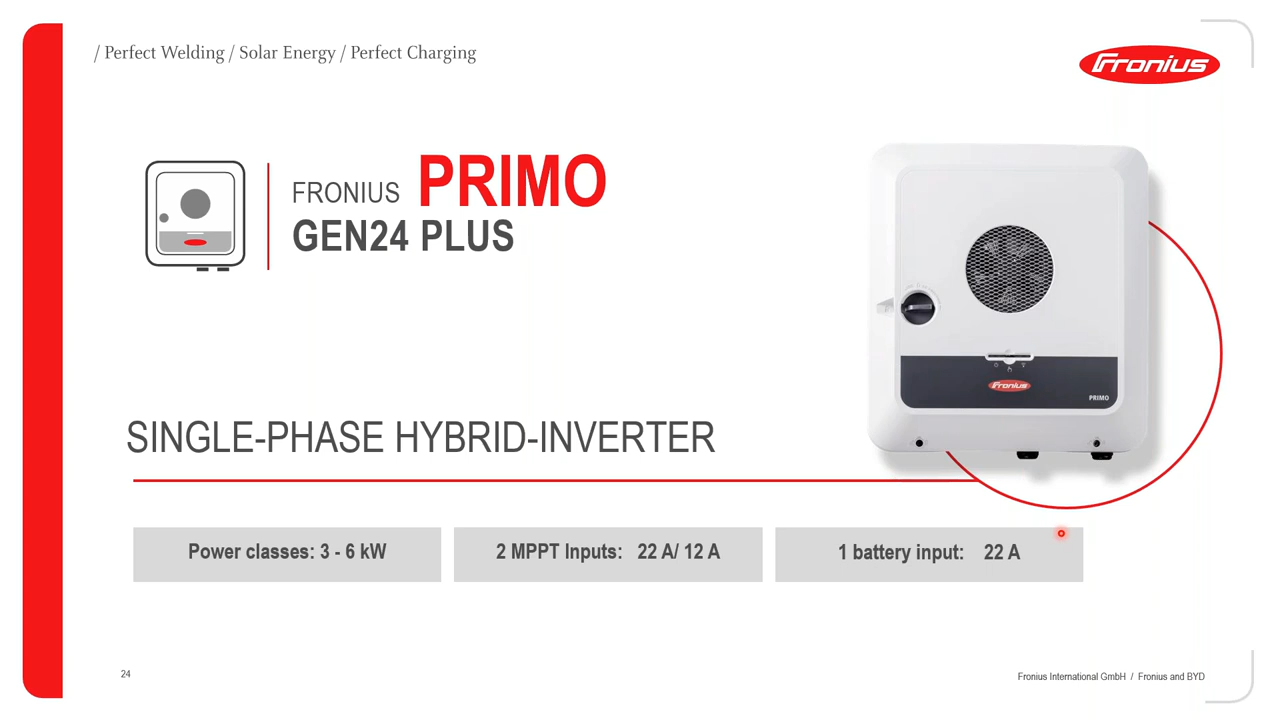 / Perfect Welding / Solar Energy / Perfect Charging
Fronius
FRONIUS PRIMO
GEN24 PLUS
Fronius
PRIMO
SINGLE-PHASE HYBRID-INVERTER
Power classes: 3 - 6 kW
2 MPPT Inputs: 22 A/ 12 A
1 battery input: 22 A
24
Fronius International GmbH / Fronius and BYD